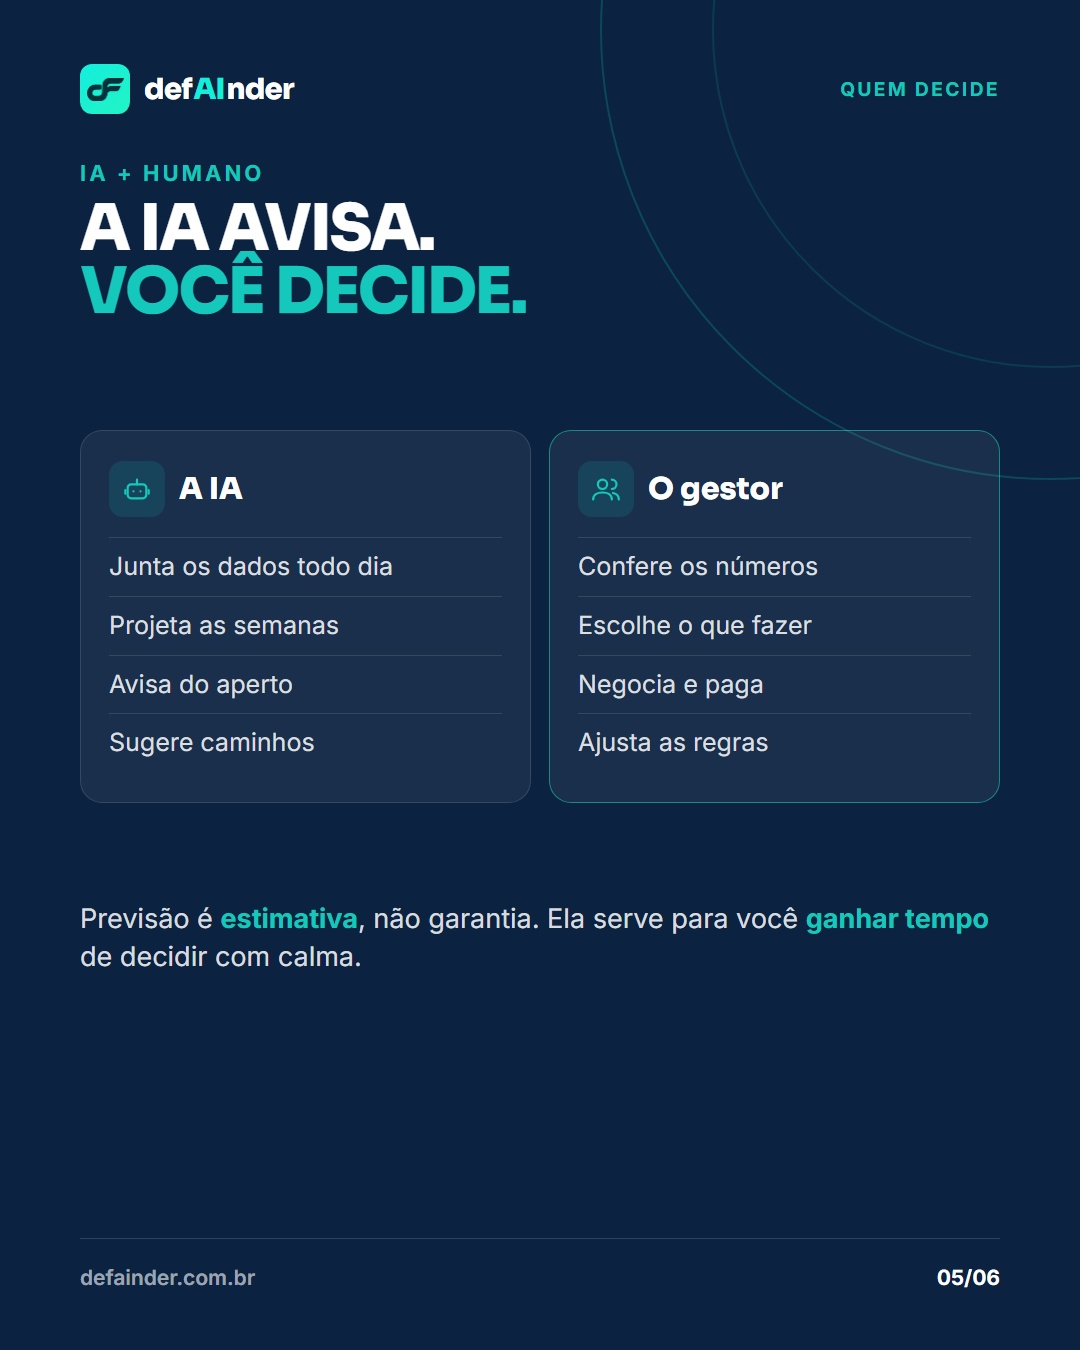 defAInder
QUEM DECIDE
IA + HUMANO
A IA AVISA.
VOCÊ DECIDE.
A IA
Junta os dados todo dia
Projeta as semanas
Avisa do aperto
Sugere caminhos
O gestor
Confere os números
Escolhe o que fazer
Negocia e paga
Ajusta as regras
Previsão é estimativa, não garantia. Ela serve para você ganhar tempo
de decidir com calma.
defainder.com.br
05/06